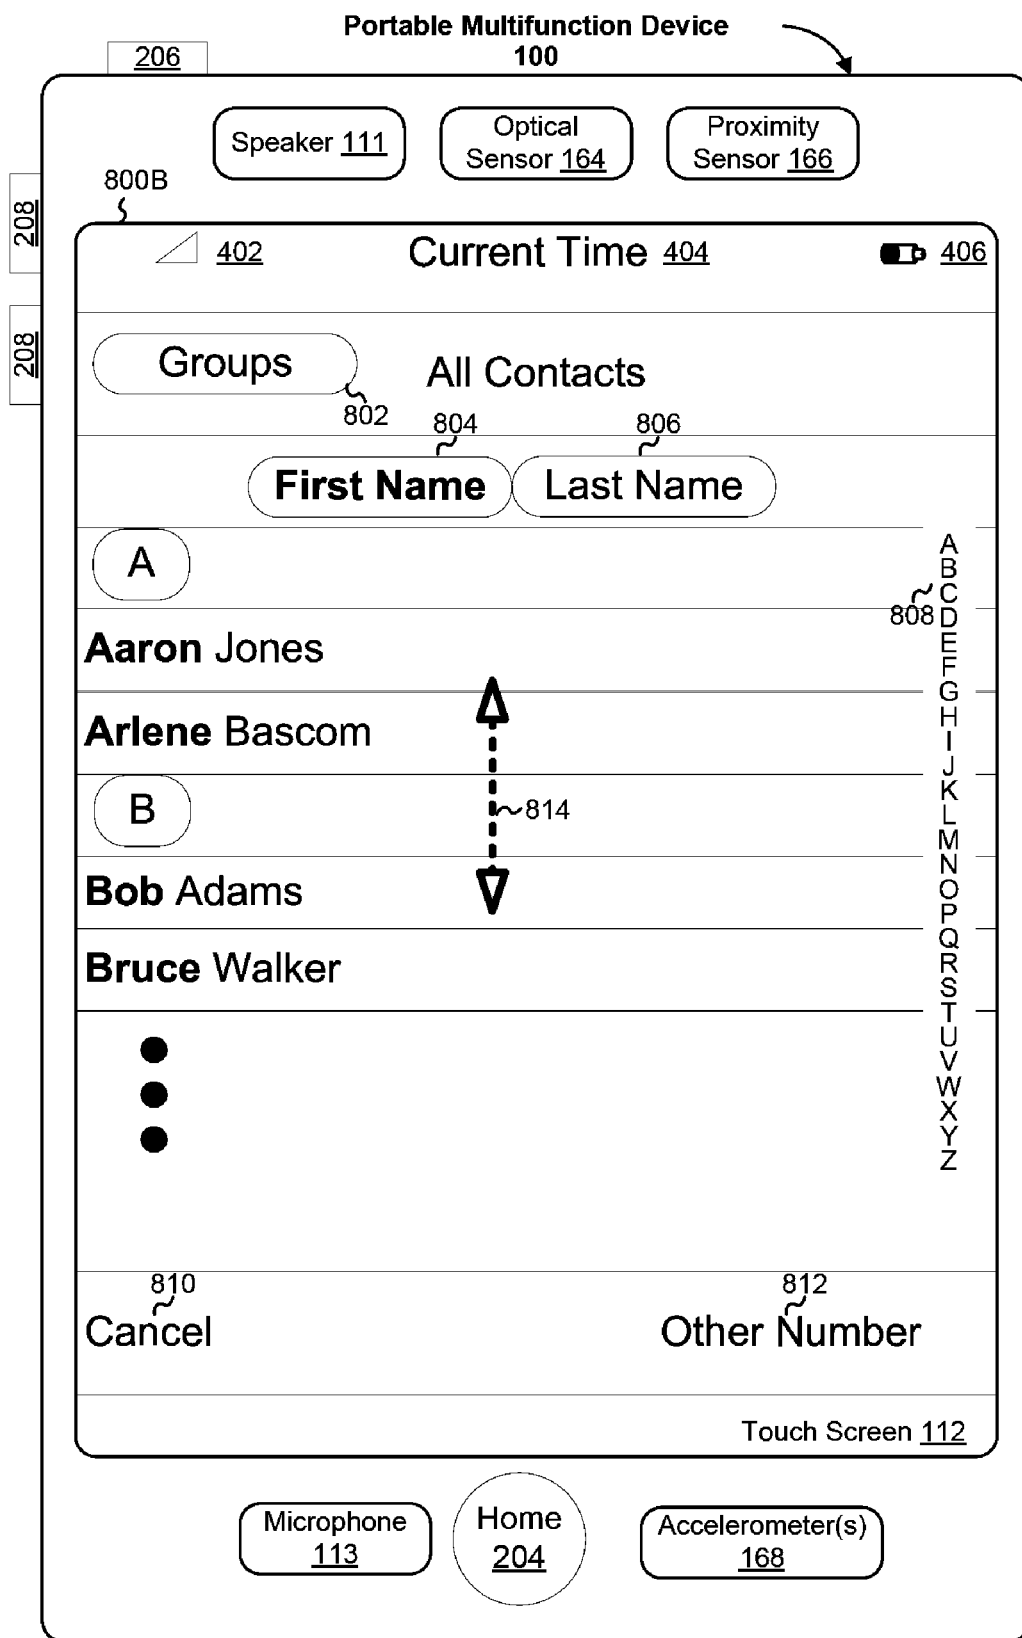 Portable Multifunction Device
100
206
Speaker 111
Optical
Sensor 164
Proximity
Sensor 166
800B
208
208
402
Current Time 404
406
Groups
802
All Contacts
804
806
First Name
Last Name
A
Aaron Jones
Arlene Bascom
B
814
Bob Adams
Bruce Walker
808
A
B
C
D
E
F
G
H
I
J
K
L
M
N
O
P
Q
R
S
T
U
V
W
X
Y
Z
810
Cancel
812
Other Number
Touch Screen 112
Microphone
113
Home
204
Accelerometer(s)
168